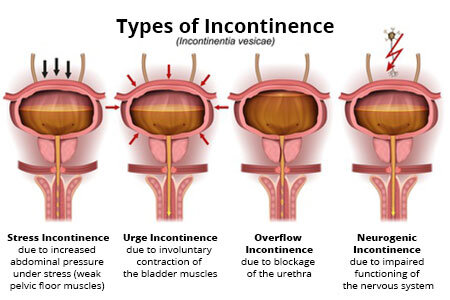 Types of Incontinence
(Incontinentia vesicae)
Stress Incontinence
due to increased
abdominal pressure
under stress (weak
pelvic floor muscles)
Urge Incontinence
due to involuntary
contraction of
the bladder muscles
Overflow
Incontinence
due to blockage
of the urethra
Neurogenic
Incontinence
due to impaired
functioning of
the nervous system